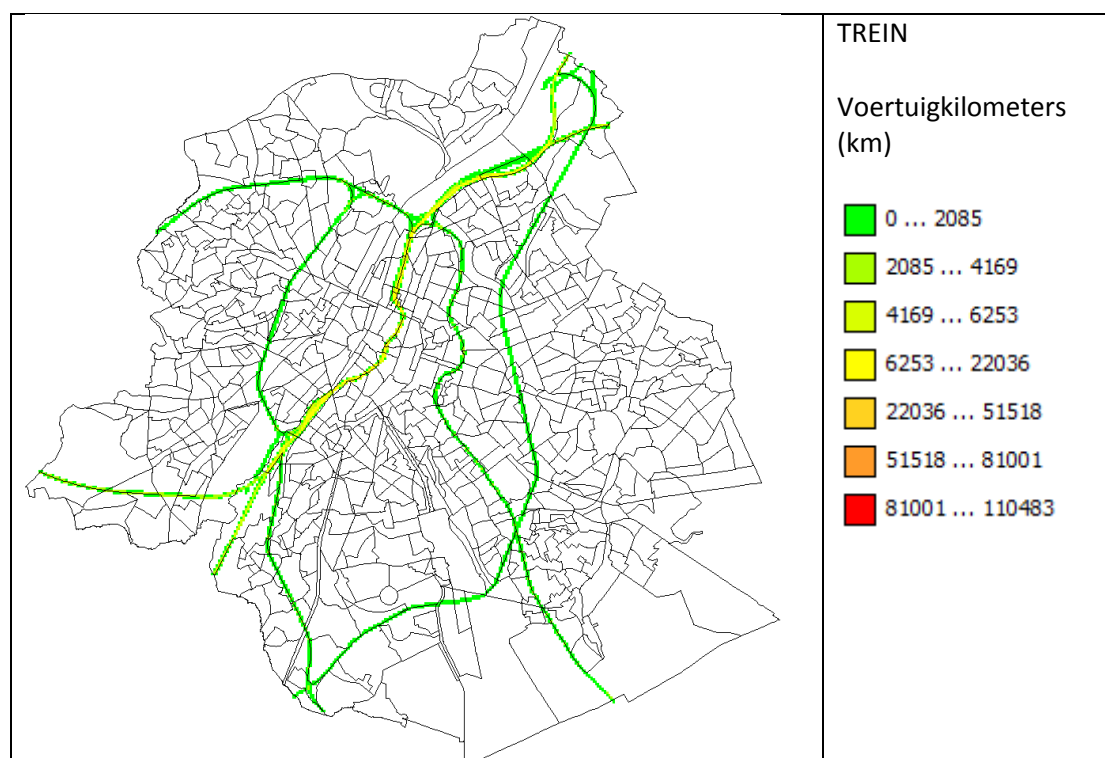 TREIN
Voertuigkilometers
(km)
0 ... 2085
2085 ... 4169
4169 ... 6253
6253 ... 22036
22036 ... 51518
51518 ... 81001
81001 ... 110483